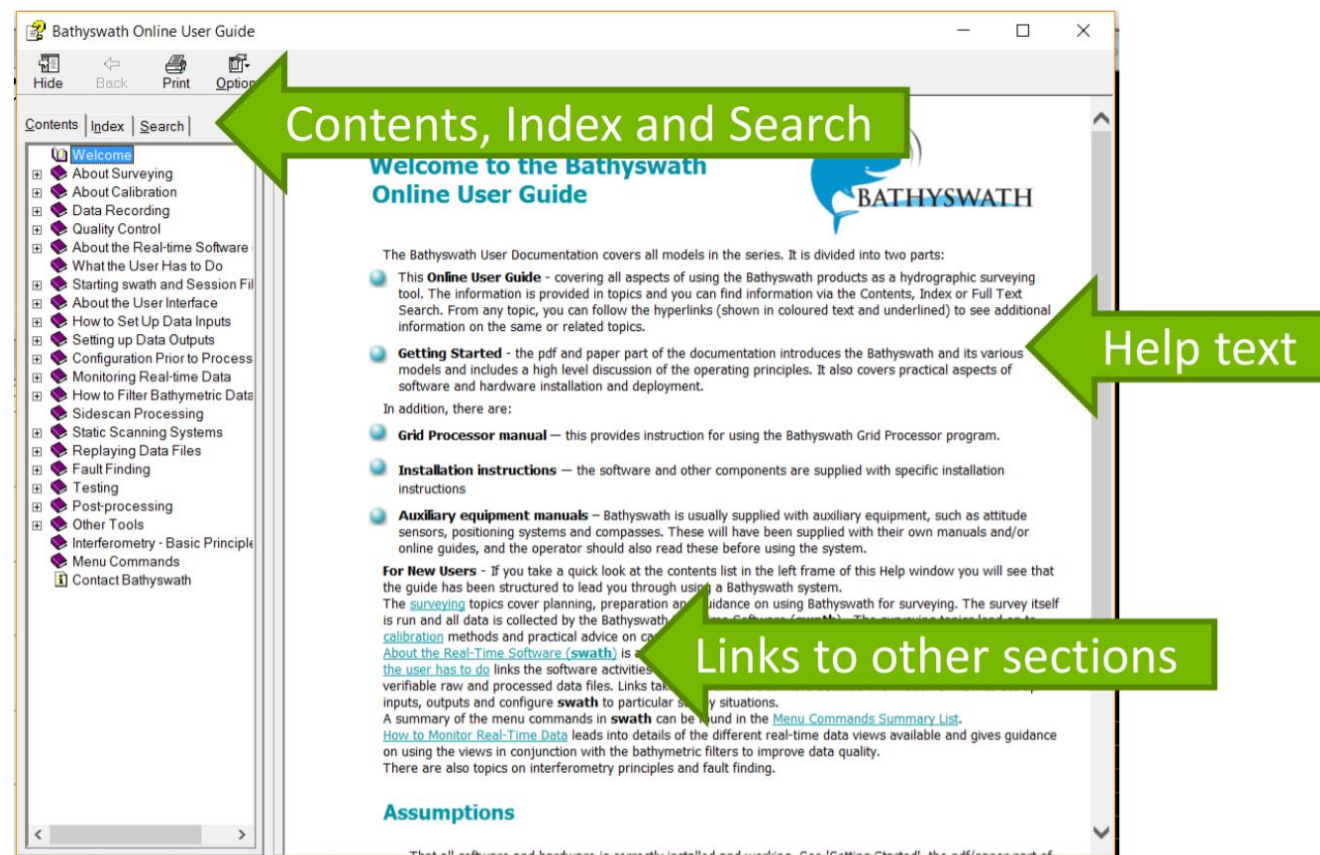 Bathyswath Online User Guide
Hide Back Print Option
Contents Index Search
Contents, Index and Search
Welcome
About Surveying
About Calibration
Data Recording
Quality Control
About the Real-time Software
What the User Has to Do
Starting swath and Session Fil
About the User Interface
How to Set Up Data Inputs
Setting up Data Outputs
Configuration Prior to Process
Monitoring Real-time Data
How to Filter Bathymetric Data
Sidescan Processing
Static Scanning Systems
Replaying Data Files
Fault Finding
Testing
Post-processing
Other Tools
Interferometry - Basic Principle
Menu Commands
Contact Bathyswath
Welcome to the Bathyswath
Online User Guide
BATHYSWATH
The Bathyswath User Documentation covers all models in the series. It is divided into two parts:
This Online User Guide - covering all aspects of using the Bathyswath products as a hydrographic surveying
tool. The information is provided in topics and you can find information via the Contents, Index or Full Text
Search. From any topic, you can follow the hyperlinks (shown in coloured text and underlined) to see additional
information on the same or related topics.
Help text
Getting Started - the pdf and paper part of the documentation introduces the Bathyswath and its various
models and includes a high level discussion of the operating principles. It also covers practical aspects of
software and hardware installation and deployment.
In addition, there are:
Grid Processor manual — this provides instruction for using the Bathyswath Grid Processor program.
Installation instructions — the software and other components are supplied with specific installation
instructions
Auxiliary equipment manuals – Bathyswath is usually supplied with auxiliary equipment, such as attitude
sensors, positioning systems and compasses. These will have been supplied with their own manuals and/or
online guides, and the operator should also read these before using the system.
For New Users - If you take a quick look at the contents list in the left frame of this Help window you will see that
the guide has been structured to lead you through using a Bathyswath system.
The surveying topics cover planning, preparation and guidance on using Bathyswath for surveying. The survey itself
is run and all data is collected by the Bathyswath
calibration methods and practical advice on
About the Real-Time Software (swath) is
the user has to do links the software activities
Links to other sections
verifiable raw and processed data files. Links
inputs, outputs and configure swath to particular survey situations.
A summary of the menu commands in swath can be found in the Menu Commands Summary List.
How to Monitor Real-Time Data leads into details of the different real-time data views available and gives guidance
on using the views in conjunction with the bathymetric filters to improve data quality.
There are also topics on interferometry principles and fault finding.
Assumptions